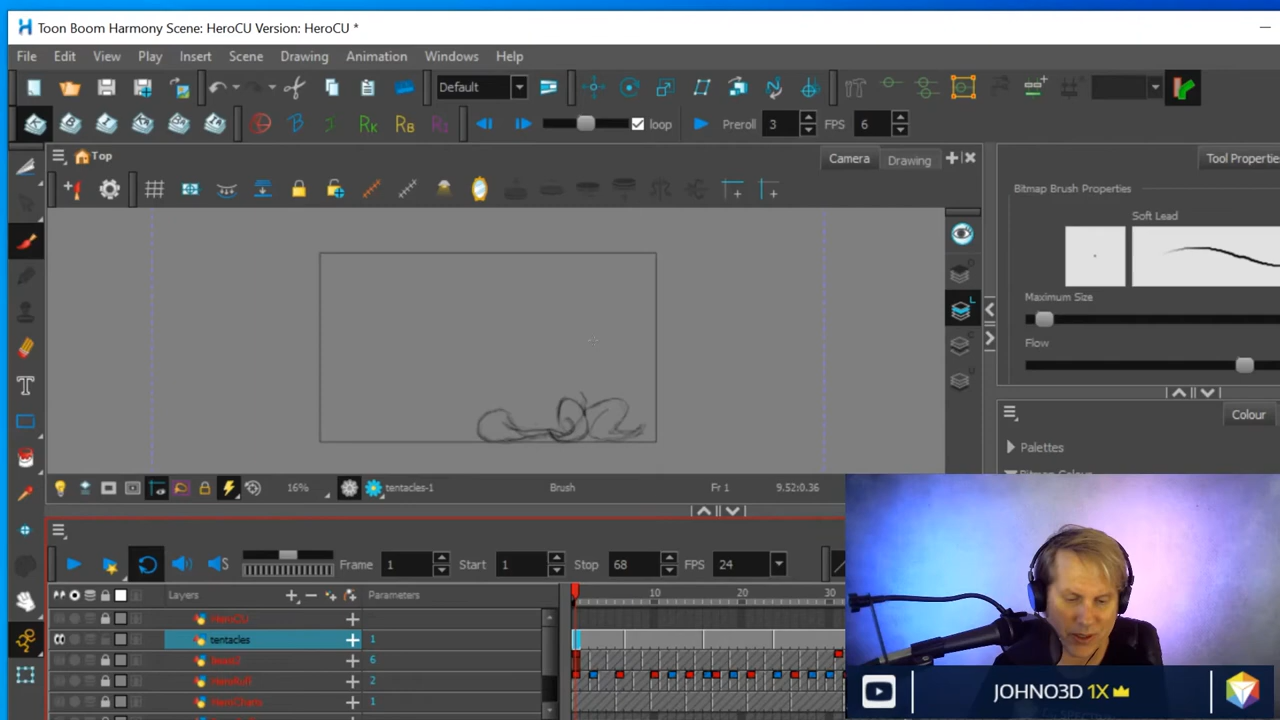 Toon Boom Harmony Scene: HeroCU Version: HeroCU *
File Edit View Play Insert Scene Drawing Animation Windows Help
Default
loop Preroll 3 FPS 6
Top Camera Drawing Tool Properties
Bitmap Brush Properties
Soft Lead
Maximum Size
Flow
Colour
Palettes
16% tentacles-1 Brush Fr 1 9.52:0.36
Frame 1 Start 1 Stop 68 FPS 24
Layers Parameters 10 20 30
HeroCU
tentacles 1
6
2
1
JOHNO3D 1X